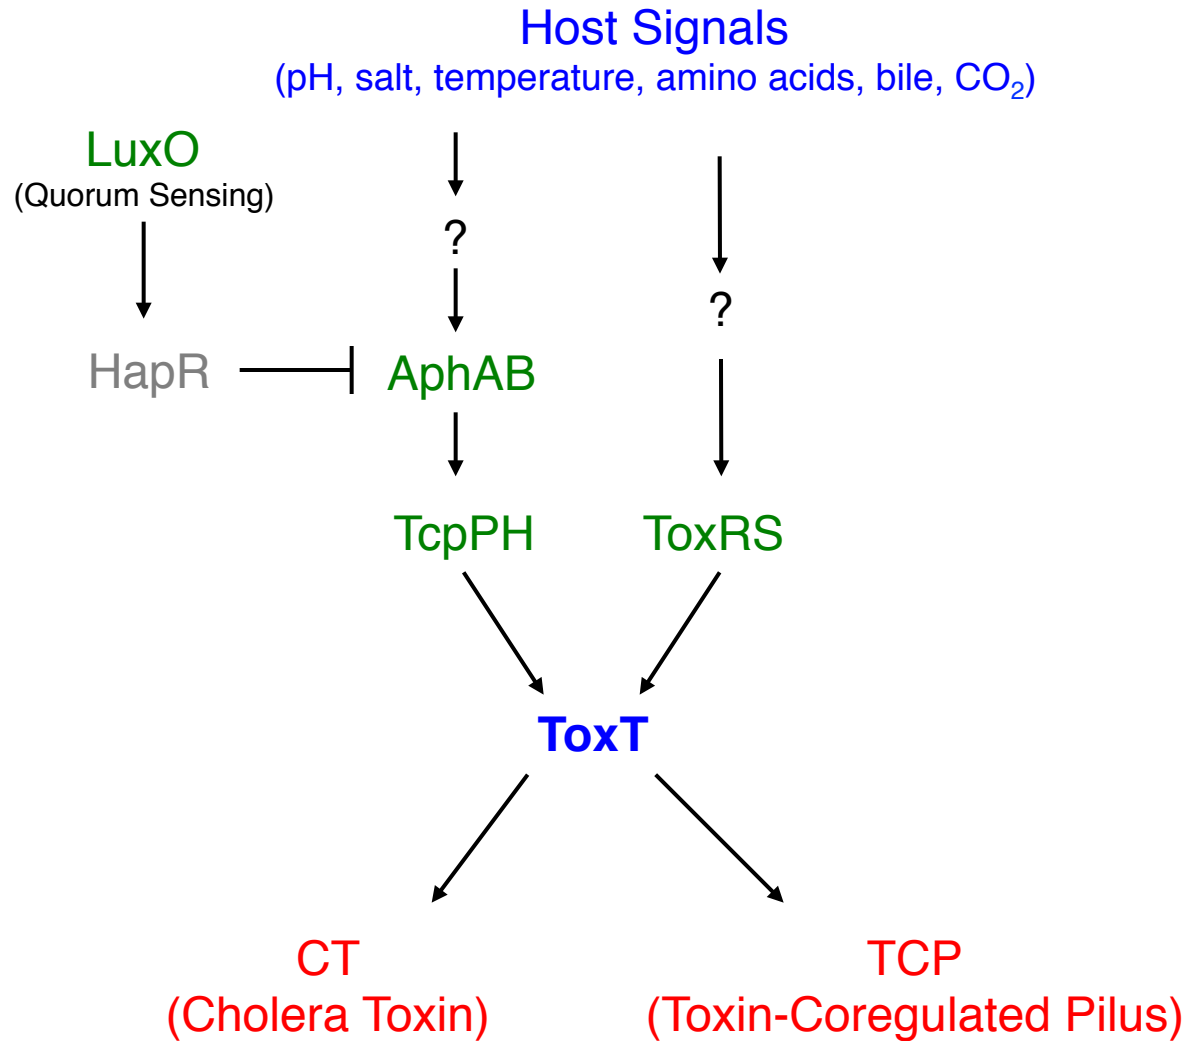 Host Signals
(pH, salt, temperature, amino acids, bile, CO₂)
LuxO
(Quorum Sensing)
?
?
HapR
AphAB
TcpPH
ToxRS
ToxT
CT
(Cholera Toxin)
TCP
(Toxin-Coregulated Pilus)